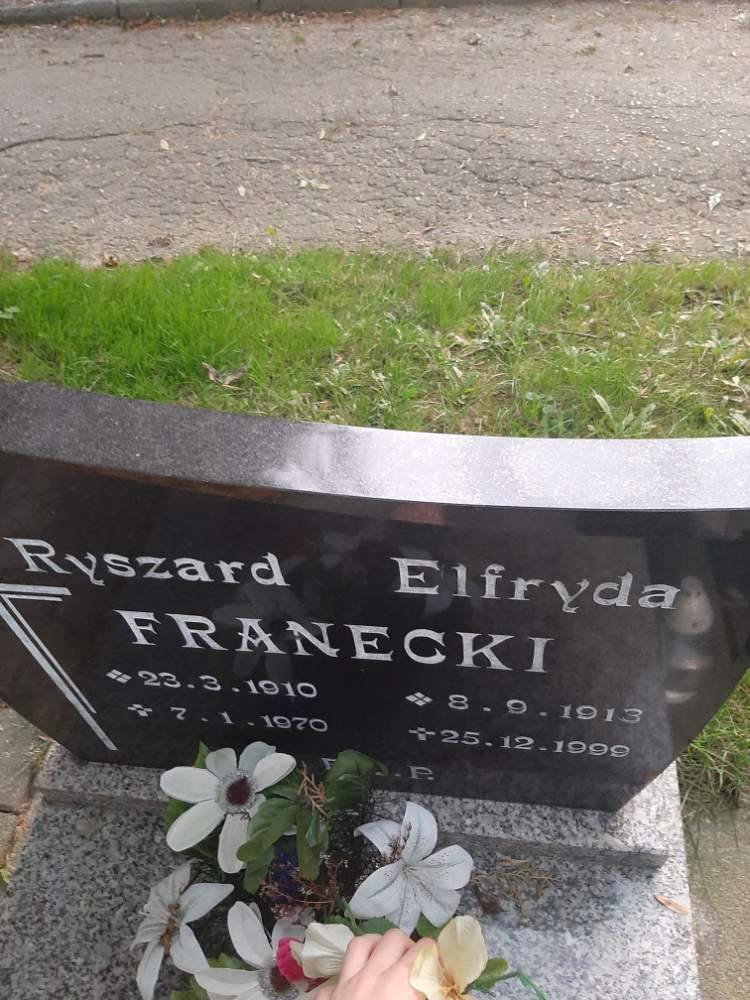 Ryszard Elfryda
FRANECKI
23.3.1910 8.9.1913
7.1.1970 25.12.1999